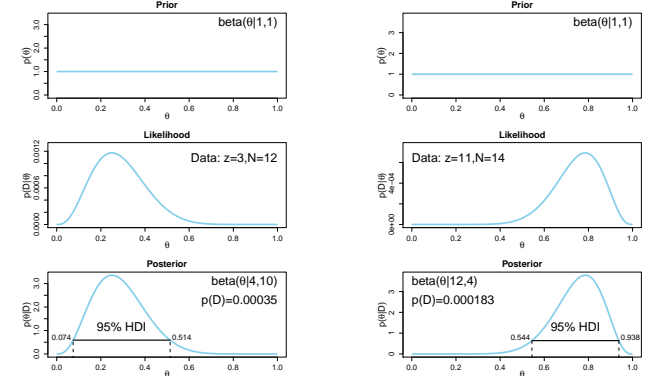 Prior
beta(θ|1,1)
p(θ)
0.0 1.0 2.0 3.0
0.0 0.2 0.4 0.6 0.8 1.0
θ
Likelihood
Data: z=3,N=12
p(D|θ)
0.0000 0.0006 0.0012
0.0 0.2 0.4 0.6 0.8 1.0
θ
Posterior
beta(θ|4,10)
p(D)=0.00035
95% HDI
0.074 0.514
p(θ|D)
0.0 1.0 2.0 3.0
0.0 0.2 0.4 0.6 0.8 1.0
θ
Prior
beta(θ|1,1)
p(θ)
0 1 2 3
0.0 0.2 0.4 0.6 0.8 1.0
θ
Likelihood
Data: z=11,N=14
p(D|θ)
0e+00 4e−04
0.0 0.2 0.4 0.6 0.8 1.0
θ
Posterior
beta(θ|12,4)
p(D)=0.000183
95% HDI
0.544 0.938
p(θ|D)
0 1 2 3
0.0 0.2 0.4 0.6 0.8 1.0
θ